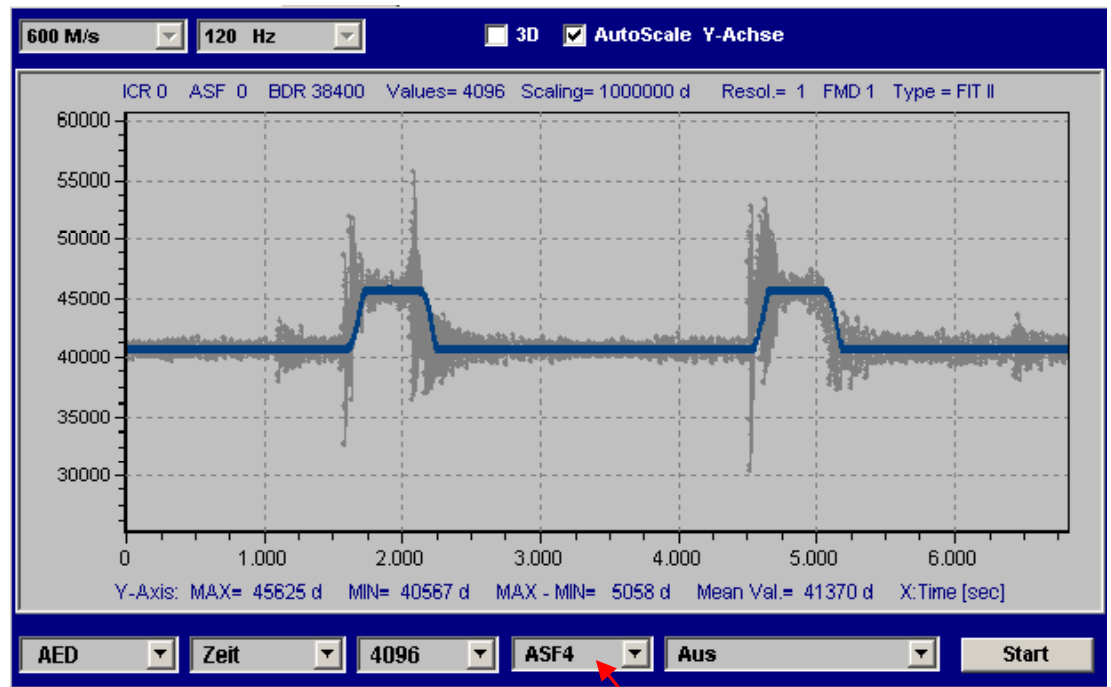 600 M/s 120 Hz 3D AutoScale Y-Achse
ICR 0 ASF 0 BDR 38400 Values= 4096 Scaling= 1000000 d Resol.= 1 FMD 1 Type = FIT II
60000
55000
50000
45000
40000
35000
30000
0 1.000 2.000 3.000 4.000 5.000 6.000
Y-Axis: MAX= 45625 d MIN= 40567 d MAX - MIN= 5058 d Mean Val.= 41370 d X:Time [sec]
AED Zeit 4096 ASF4 Aus Start